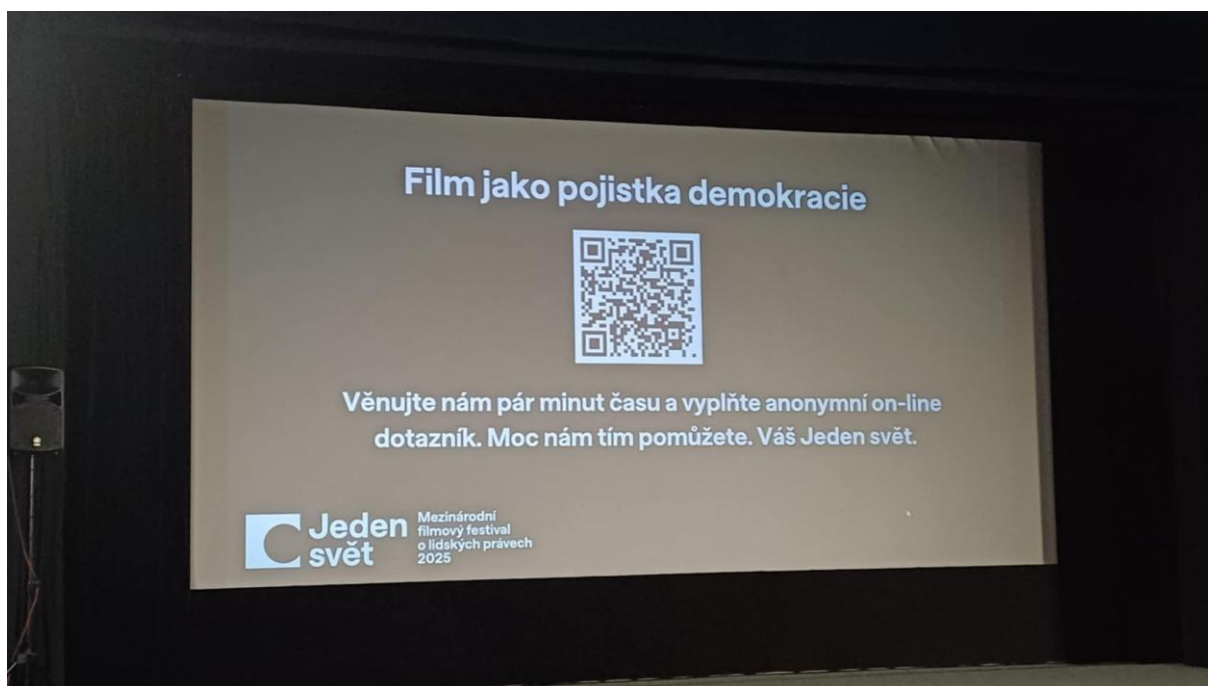 Film jako pojistka demokracie
Věnujte nám pár minut času a vyplňte anonymní on-line
dotazník. Moc nám tím pomůžete. Váš Jeden svět.
Jeden
svět
Mezinárodní
filmový festival
o lidských právech
2025